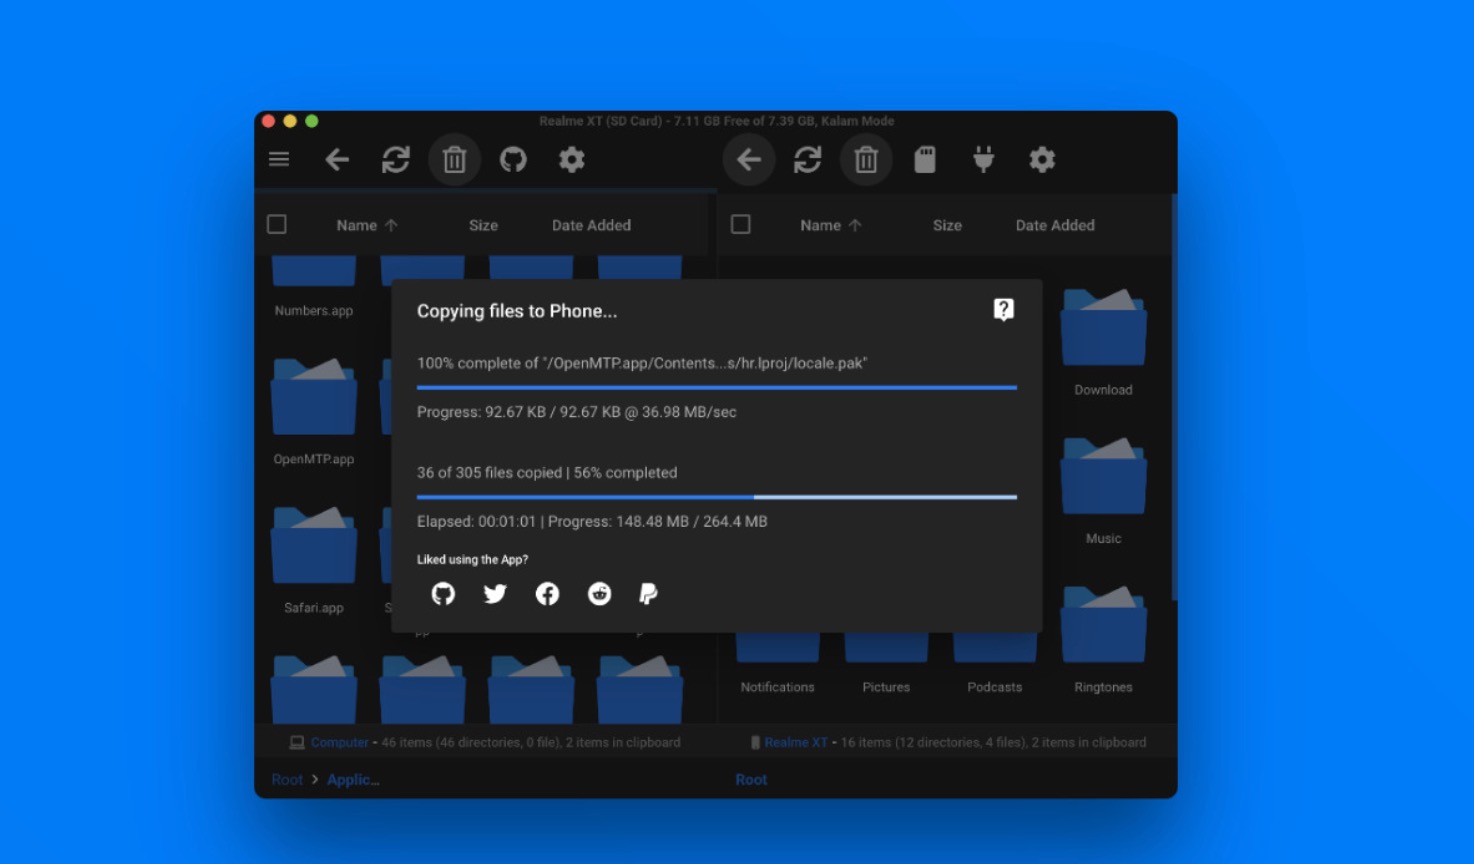 Realme XT (SD Card) - 7.11 GB Free of 7.39 GB, Kalam Mode
Name Size Date Added
Name Size Date Added
Numbers.app
Copying files to Phone...
100% complete of "/OpenMTP.app/Contents...s/hr.lproj/locale.pak"
Progress: 92.67 KB / 92.67 KB @ 36.98 MB/sec
36 of 305 files copied | 56% completed
Elapsed: 00:01:01 | Progress: 148.48 MB / 264.4 MB
Liked using the App?
Download
OpenMTP.app
Music
Safari.app
Notifications Pictures Podcasts Ringtones
Computer - 46 items (46 directories, 0 file), 2 items in clipboard
Realme XT - 16 items (12 directories, 4 files), 2 items in clipboard
Root > Applic...
Root